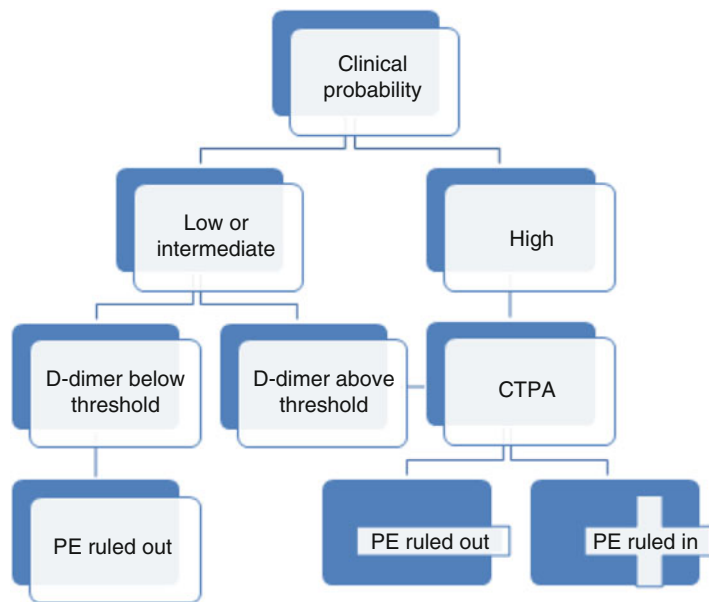 Clinical
probability
Low or
intermediate
High
D-dimer below
threshold
D-dimer above
threshold
CTPA
PE ruled out
PE ruled out
PE ruled in